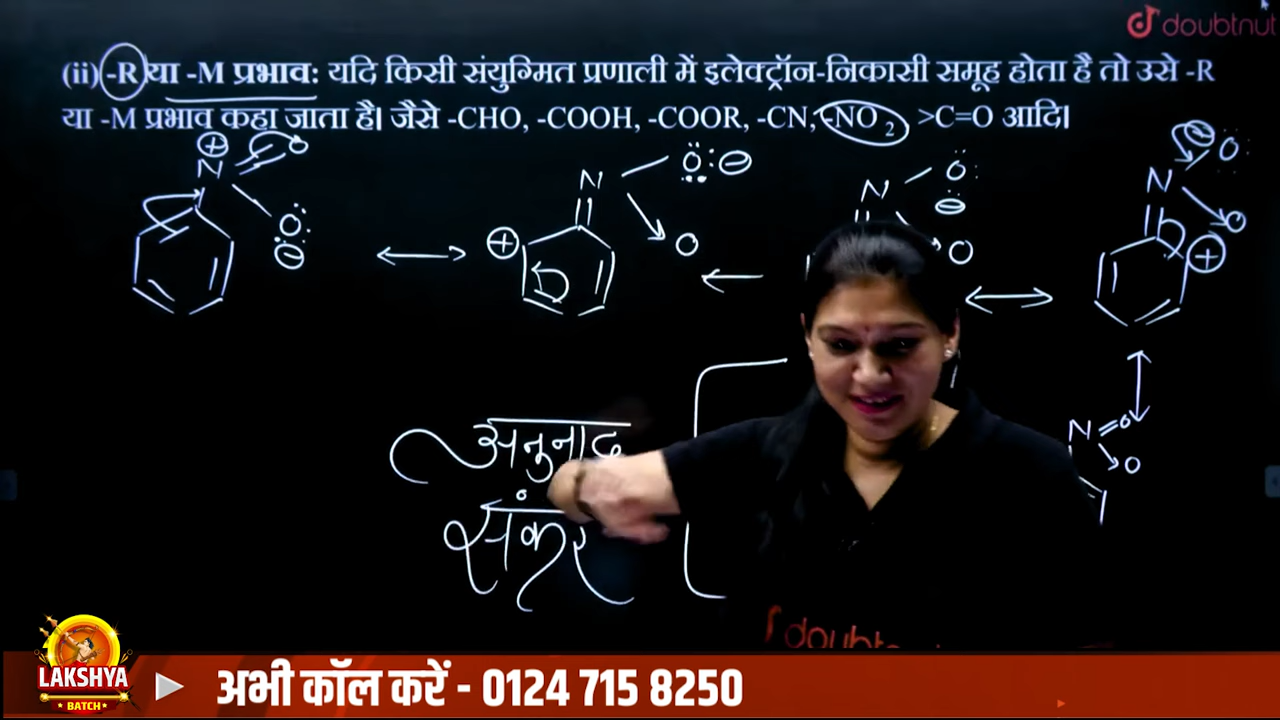 doubtnut
(ii) -R या -M प्रभाव: यदि किसी संयुग्मित प्रणाली में इलेक्ट्रॉन-निकासी समूह होता है तो उसे -R
या -M प्रभाव कहा जाता है। जैसे -CHO, -COOH, -COOR, -CN, -NO2 >C=O आदि।
⊕ N O O ⊖
⊕ N O ⊖ O
N O ⊖ O
N ⊖ O O ⊕
N O O
अनुनाद
संकर
LAKSHYA
BATCH
अभी कॉल करें - 0124 715 8250